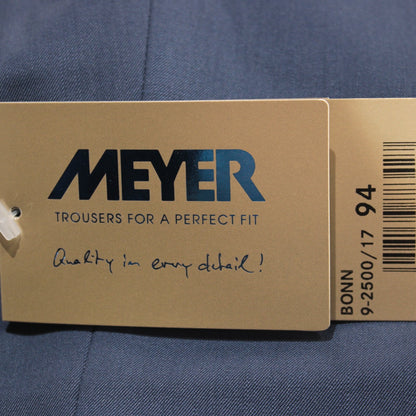 MEYER
TROUSERS FOR A PERFECT FIT
Quality in every detail!
BONN
9-2500/17 94